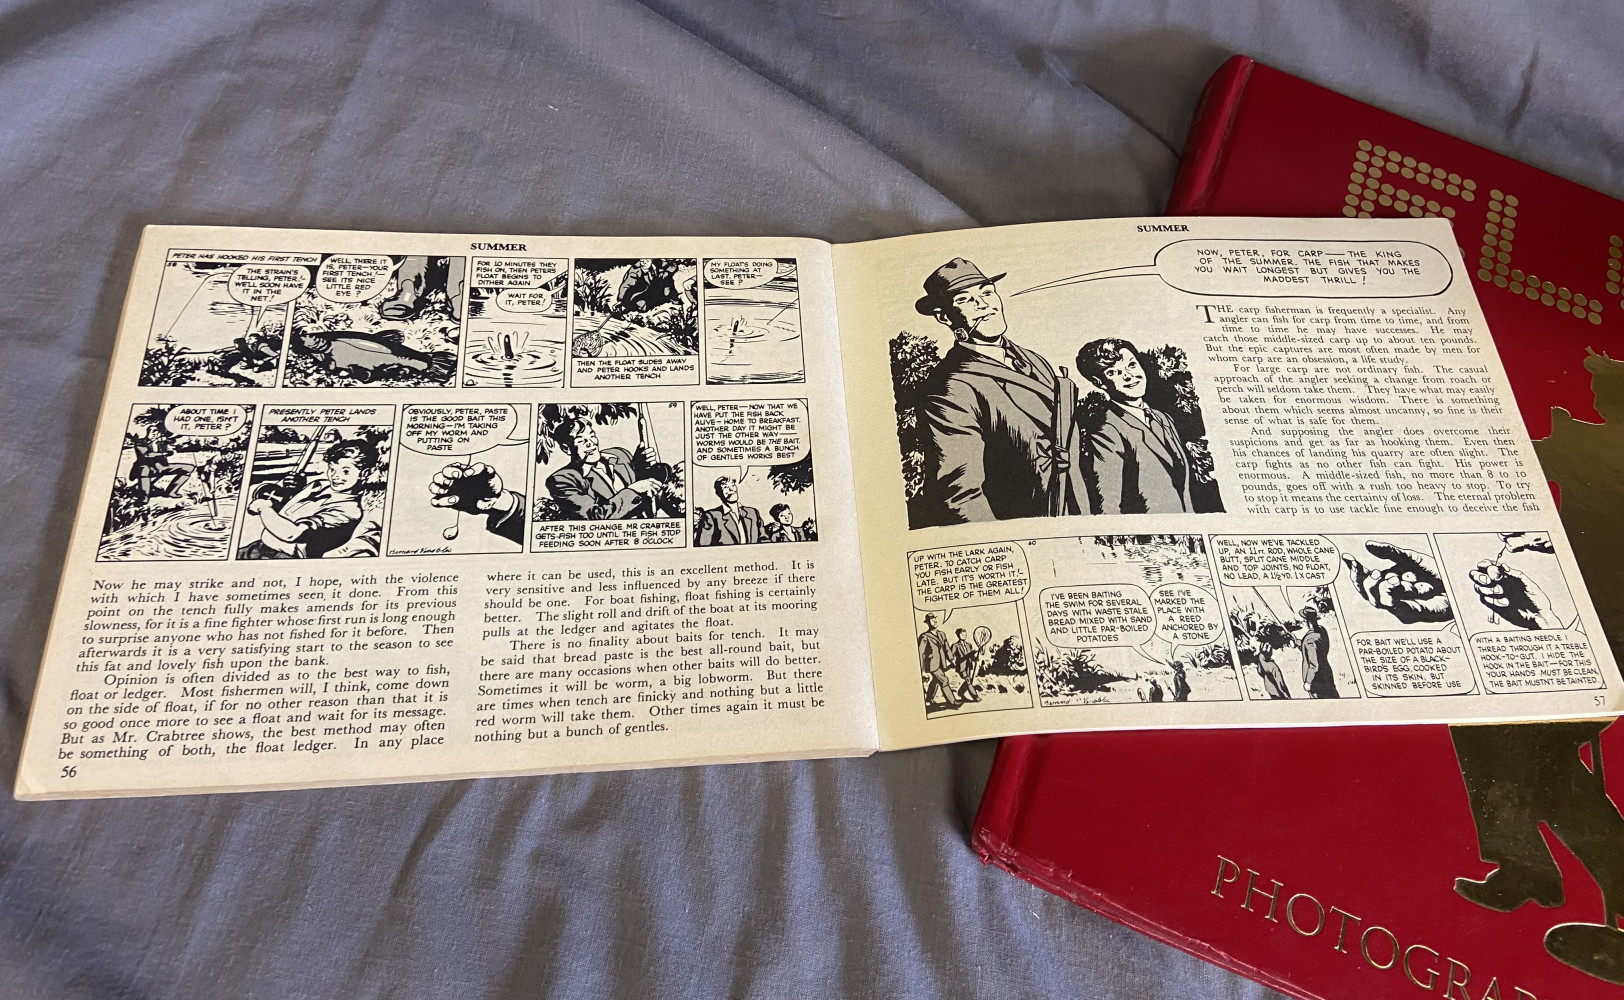 SUMMER
PETER HAS HOOKED HIS FIRST TENCH
58
THE STRAIN'S
TELLING, PETER!—
WE'LL SOON HAVE
IT IN THE
NET!
WELL, THERE IT
IS, PETER—YOUR
FIRST TENCH!—
SEE ITS NICE
LITTLE RED
EYE?
FOR 10 MINUTES THEY
FISH ON, THEN PETER'S
FLOAT BEGINS TO
DITHER AGAIN
WAIT FOR
IT, PETER!
THEN THE FLOAT SLIDES AWAY
AND PETER HOOKS AND LANDS
ANOTHER TENCH
MY FLOAT'S DOING
SOMETHING AT
LAST, PETER—
SEE?
ABOUT TIME I
HAD ONE, ISN'T
IT, PETER?
PRESENTLY PETER LANDS
ANOTHER TENCH
OBVIOUSLY, PETER, PASTE
IS THE GOOD BAIT THIS
MORNING—I'M TAKING
OFF MY WORM AND
PUTTING ON
PASTE
Bernard Venables
59
AFTER THIS CHANGE MR. CRABTREE
GETS FISH TOO UNTIL THE FISH STOP
FEEDING SOON AFTER 8 O'CLOCK
WELL, PETER—NOW THAT WE
HAVE PUT THE FISH BACK
ALIVE—HOME TO BREAKFAST.
ANOTHER DAY IT MIGHT BE
JUST THE OTHER WAY—
WORMS WOULD BE THE BAIT.
AND SOMETIMES A BUNCH
OF GENTLES WORKS BEST
Now he may strike and not, I hope, with the violence
with which I have sometimes seen it done. From this
point on the tench fully makes amends for its previous
slowness, for it is a fine fighter whose first run is long enough
to surprise anyone who has not fished for it before. Then
afterwards it is a very satisfying start to the season to see
this fat and lovely fish upon the bank.
Opinion is often divided as to the best way to fish,
float or ledger. Most fishermen will, I think, come down
on the side of float, if for no other reason than that it is
so good once more to see a float and wait for its message.
But as Mr. Crabtree shows, the best method may often
be something of both, the float ledger. In any place
where it can be used, this is an excellent method. It is
very sensitive and less influenced by any breeze if there
should be one. For boat fishing, float fishing is certainly
better. The slight roll and drift of the boat at its mooring
pulls at the ledger and agitates the float.
There is no finality about baits for tench. It may
be said that bread paste is the best all-round bait, but
there are many occasions when other baits will do better.
Sometimes it will be worm, a big lobworm. But there
are times when tench are finicky and nothing but a little
red worm will take them. Other times again it must be
nothing but a bunch of gentles.
56
SUMMER
NOW, PETER, FOR CARP—THE KING
OF THE SUMMER. THE FISH THAT MAKES
YOU WAIT LONGEST BUT GIVES YOU THE
MADDEST THRILL!
THE carp fisherman is frequently a specialist. Any
angler can fish for carp from time to time, and from
time to time he may have successes. He may
catch those middle-sized carp up to about ten pounds.
But the epic captures are most often made by men for
whom carp are an obsession, a life study.
For large carp are not ordinary fish. The casual
approach of the angler seeking a change from roach or
perch will seldom take them. They have what may easily
be taken for enormous wisdom. There is something
about them which seems almost uncanny, so fine is their
sense of what is safe for them.
And supposing the angler does overcome their
suspicions and get as far as hooking them. Even then
his chances of landing his quarry are often slight. The
carp fights as no other fish can fight. His power is
enormous. A middle-sized fish, no more than 8 to 10
pounds, goes off with a rush too heavy to stop. To try
to stop it means the certainty of loss. The eternal problem
with carp is to use tackle fine enough to deceive the fish
UP WITH THE LARK AGAIN,
PETER. TO CATCH CARP
YOU FISH EARLY OR FISH
LATE. BUT IT'S WORTH IT!—
THE CARP IS THE GREATEST
FIGHTER OF THEM ALL!
60
I'VE BEEN BAITING
THE SWIM FOR SEVERAL
DAYS WITH WASTE STALE
BREAD MIXED WITH SAND
AND LITTLE PAR-BOILED
POTATOES
SEE I'VE
MARKED THE
PLACE WITH
A REED
ANCHORED BY
A STONE
Bernard Venables
WELL, NOW WE'VE TACKLED
UP, AN 11 FT. ROD, WHOLE CANE
BUTT, SPLIT CANE MIDDLE
AND TOP JOINTS. NO FLOAT,
NO LEAD, A 1½ YD. 1X CAST
FOR BAIT WE'LL USE A
PAR-BOILED POTATO ABOUT
THE SIZE OF A BLACK-
BIRD'S EGG, COOKED
IN ITS SKIN, BUT
SKINNED BEFORE USE
WITH A BAITING NEEDLE I
THREAD THROUGH IT A TREBLE
HOOK-TO-GUT. I HIDE THE
HOOK IN THE BAIT—FOR THIS
YOUR HANDS MUST BE CLEAN.
THE BAIT MUSTN'T BE TAINTED
57
PHOTOGRA